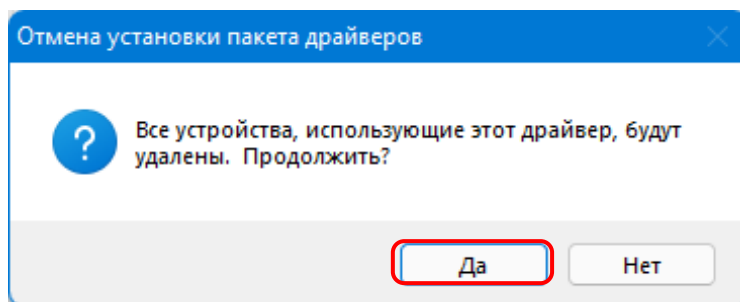 Отмена установки пакета драйверов
?
Все устройства, использующие этот драйвер, будут
удалены. Продолжить?
Да
Нет